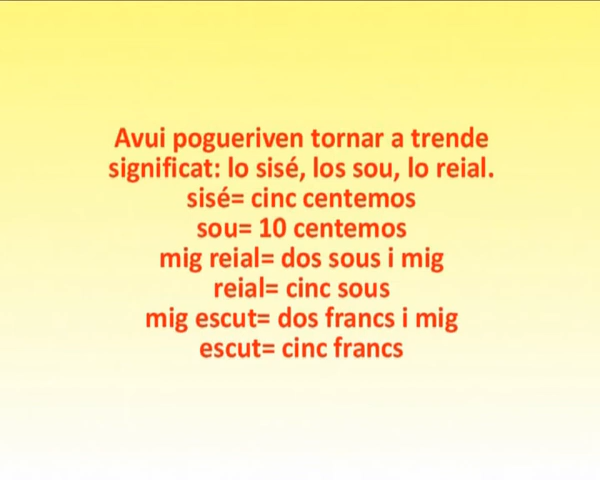 Avui pogueriven tornar a trende
significat: lo sisé, los sou, lo reial.
sisé= cinc centemos
sou= 10 centemos
mig reial= dos sous i mig
reial= cinc sous
mig escut= dos francs i mig
escut= cinc francs